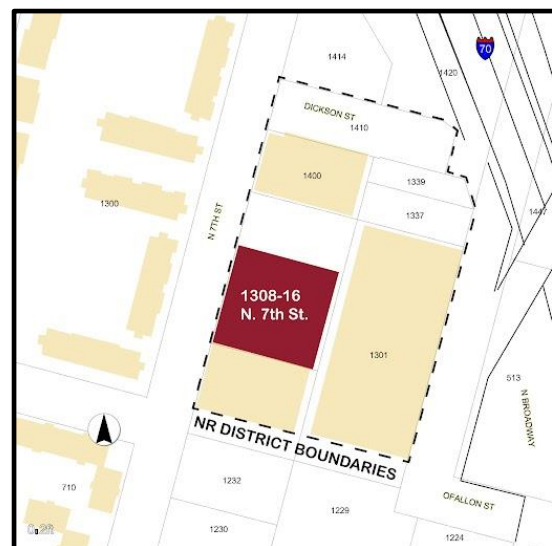 1414
70
1420
DICKSON ST
1410
1400
1339
1337
1447
1300
N 7TH ST
1308-16
N. 7th St.
1301
513
N BROADWAY
NR DISTRICT BOUNDARIES
710
1232
1229
OFALLON ST
1230
1224